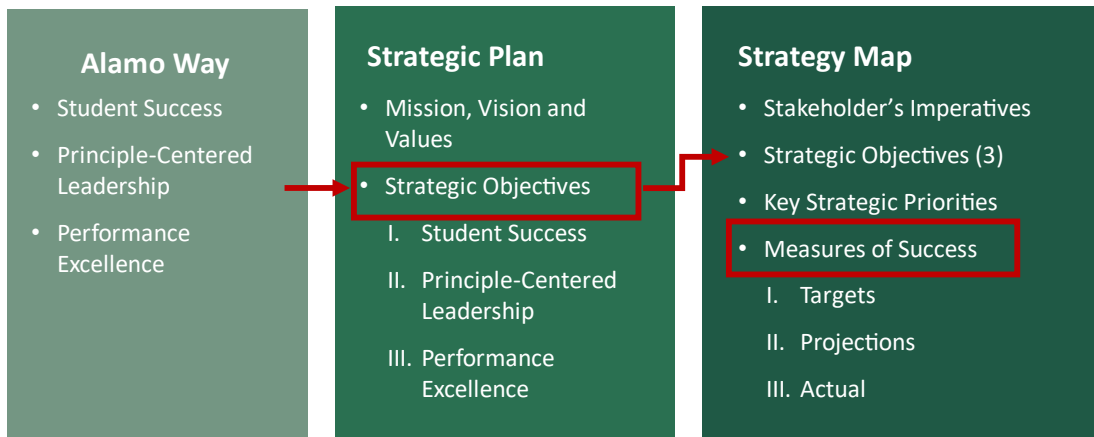 Alamo Way
• Student Success
• Principle-Centered
Leadership
• Performance
Excellence
Strategic Plan
• Mission, Vision and
Values
• Strategic Objectives
I. Student Success
II. Principle-Centered
Leadership
III. Performance
Excellence
Strategy Map
• Stakeholder’s Imperatives
• Strategic Objectives (3)
• Key Strategic Priorities
• Measures of Success
I. Targets
II. Projections
III. Actual